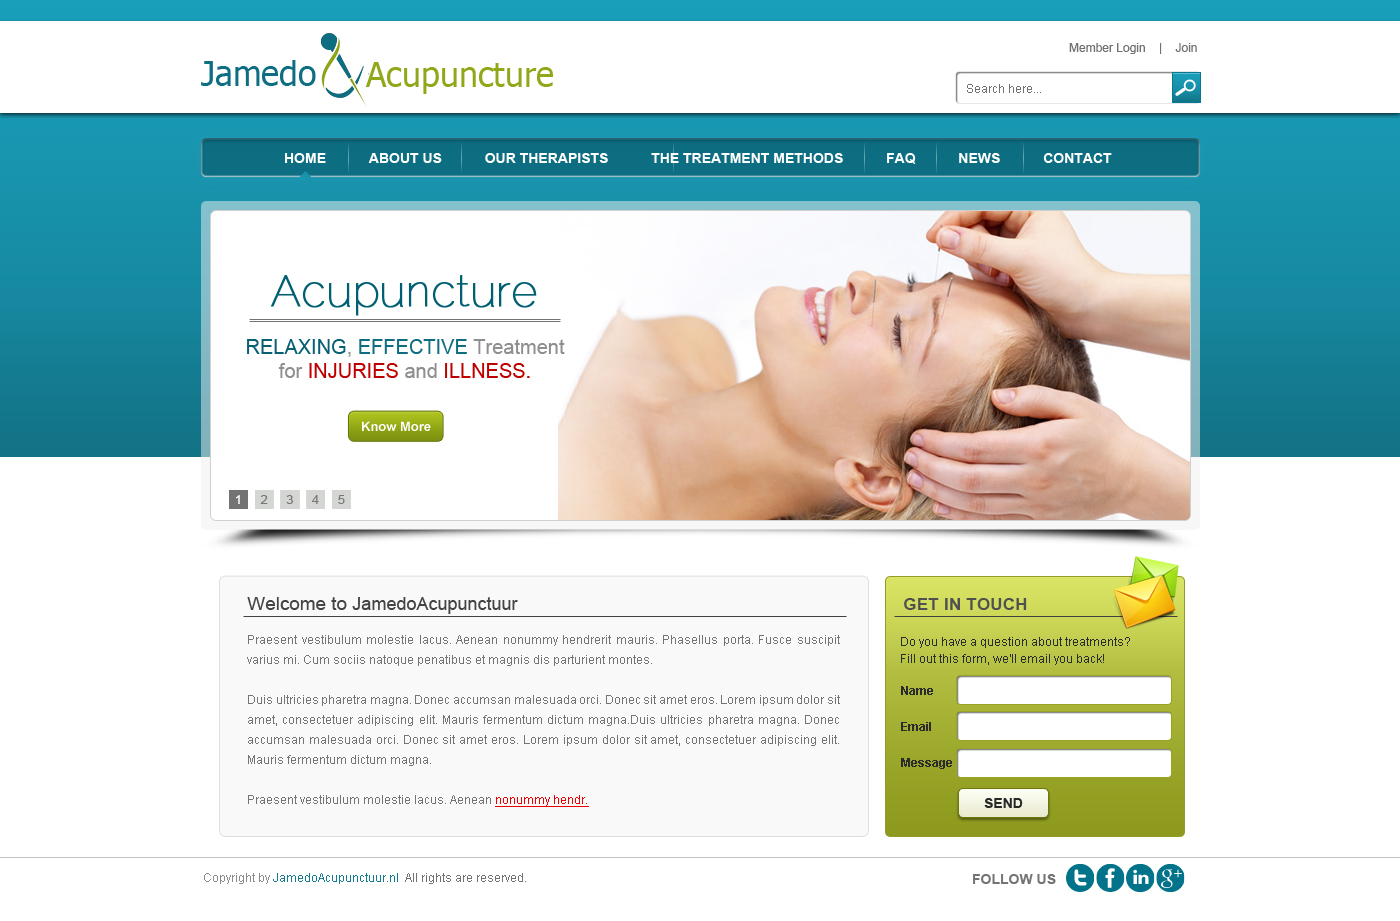 Jamedo Acupuncture
Member Login | Join
Search here...
HOME ABOUT US OUR THERAPISTS THE TREATMENT METHODS FAQ NEWS CONTACT
Acupuncture
RELAXING, EFFECTIVE Treatment
for INJURIES and ILLNESS.
Know More
1 2 3 4 5
Welcome to JamedoAcupunctuur
Praesent vestibulum molestie lacus. Aenean nonummy hendrerit mauris. Phasellus porta. Fusce suscipit
varius mi. Cum sociis natoque penatibus et magnis dis parturient montes.
Duis ultricies pharetra magna. Donec accumsan malesuada orci. Donec sit amet eros. Lorem ipsum dolor sit
amet, consectetuer adipiscing elit. Mauris fermentum dictum magna.Duis ultricies pharetra magna. Donec
accumsan malesuada orci. Donec sit amet eros. Lorem ipsum dolor sit amet, consectetuer adipiscing elit.
Mauris fermentum dictum magna.
Praesent vestibulum molestie lacus. Aenean nonummy hendr.
GET IN TOUCH
Do you have a question about treatments?
Fill out this form, we'll email you back!
Name
Email
Message
SEND
Copyright by JamedoAcupunctuur.nl All rights are reserved.
FOLLOW US t f in g+